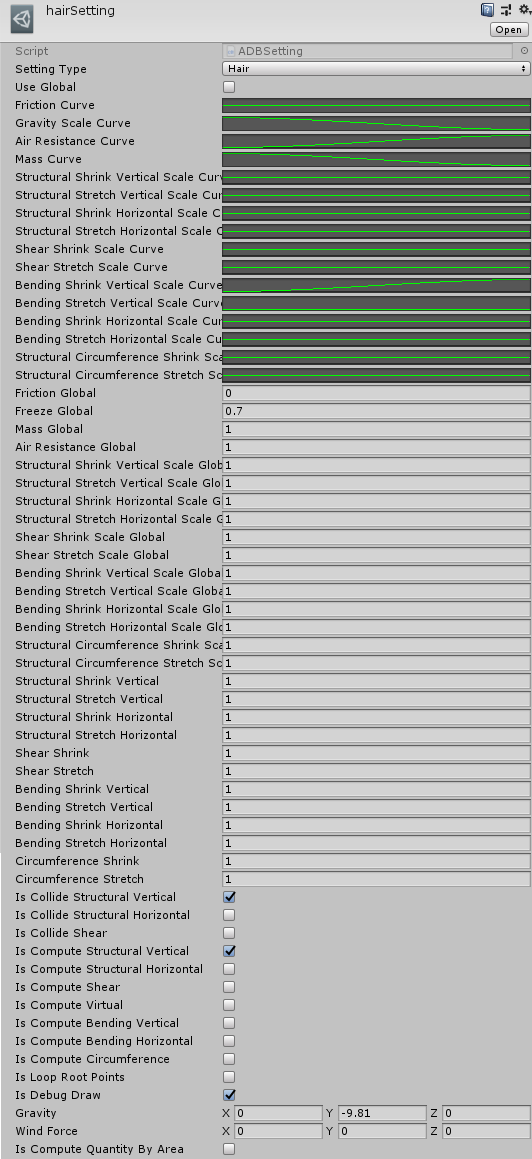 hairSetting
Open
Script ADBSetting
Setting Type Hair
Use Global
Friction Curve
Gravity Scale Curve
Air Resistance Curve
Mass Curve
Structural Shrink Vertical Scale Cur
Structural Stretch Vertical Scale Cur
Structural Shrink Horizontal Scale C
Structural Stretch Horizontal Scale C
Shear Shrink Scale Curve
Shear Stretch Scale Curve
Bending Shrink Vertical Scale Curve
Bending Stretch Vertical Scale Curve
Bending Shrink Horizontal Scale Cur
Bending Stretch Horizontal Scale Cu
Structural Circumference Shrink Sca
Structural Circumference Stretch Sc
Friction Global 0
Freeze Global 0.7
Mass Global 1
Air Resistance Global 1
Structural Shrink Vertical Scale Glob 1
Structural Stretch Vertical Scale Glo 1
Structural Shrink Horizontal Scale G 1
Structural Stretch Horizontal Scale G 1
Shear Shrink Scale Global 1
Shear Stretch Scale Global 1
Bending Shrink Vertical Scale Globa 1
Bending Stretch Vertical Scale Globa 1
Bending Shrink Horizontal Scale Glo 1
Bending Stretch Horizontal Scale Glo 1
Structural Circumference Shrink Sca 1
Structural Circumference Stretch Sc 1
Structural Shrink Vertical 1
Structural Stretch Vertical 1
Structural Shrink Horizontal 1
Structural Stretch Horizontal 1
Shear Shrink 1
Shear Stretch 1
Bending Shrink Vertical 1
Bending Stretch Vertical 1
Bending Shrink Horizontal 1
Bending Stretch Horizontal 1
Circumference Shrink 1
Circumference Stretch 1
Is Collide Structural Vertical
Is Collide Structural Horizontal
Is Collide Shear
Is Compute Structural Vertical
Is Compute Structural Horizontal
Is Compute Shear
Is Compute Virtual
Is Compute Bending Vertical
Is Compute Bending Horizontal
Is Compute Circumference
Is Loop Root Points
Is Debug Draw
Gravity X 0 Y -9.81 Z 0
Wind Force X 0 Y 0 Z 0
Is Compute Quantity By Area